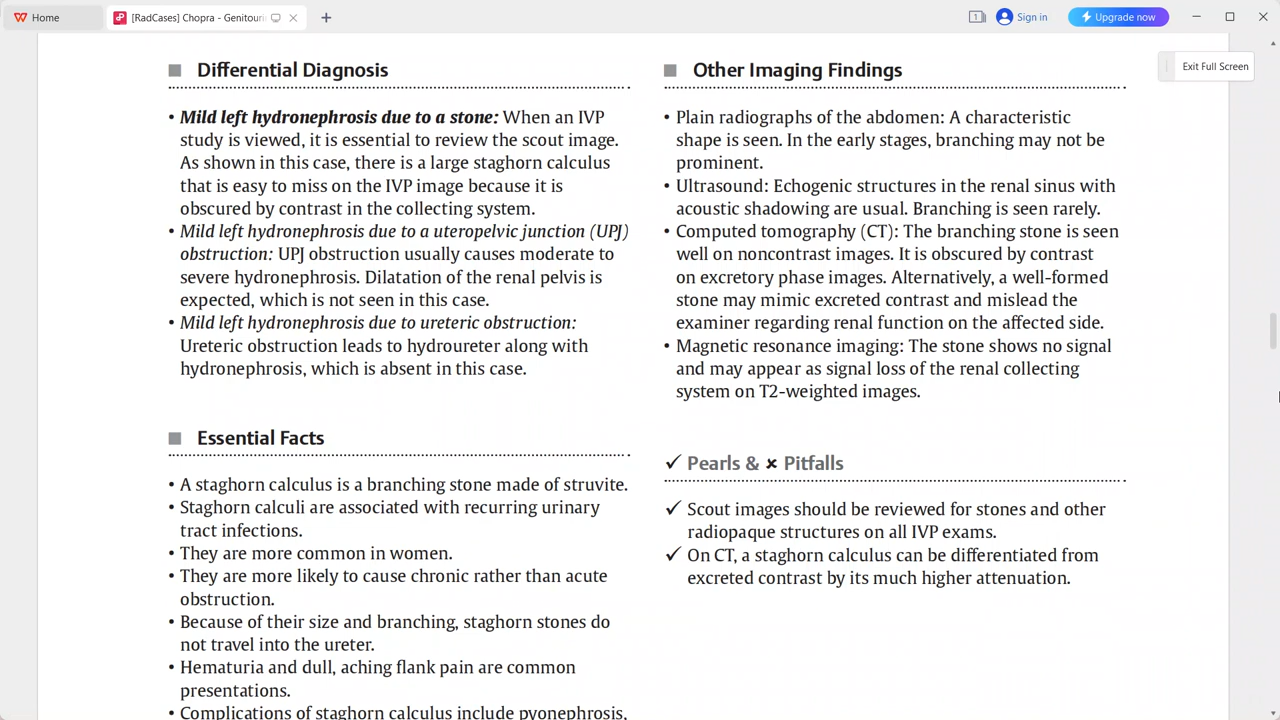 Home
[RadCases] Chopra - Genitouri
1
Sign in
Upgrade now
Exit Full Screen
Differential Diagnosis
• Mild left hydronephrosis due to a stone: When an IVP
study is viewed, it is essential to review the scout image.
As shown in this case, there is a large staghorn calculus
that is easy to miss on the IVP image because it is
obscured by contrast in the collecting system.
• Mild left hydronephrosis due to a uteropelvic junction (UPJ)
obstruction: UPJ obstruction usually causes moderate to
severe hydronephrosis. Dilatation of the renal pelvis is
expected, which is not seen in this case.
• Mild left hydronephrosis due to ureteric obstruction:
Ureteric obstruction leads to hydroureter along with
hydronephrosis, which is absent in this case.
Essential Facts
• A staghorn calculus is a branching stone made of struvite.
• Staghorn calculi are associated with recurring urinary
tract infections.
• They are more common in women.
• They are more likely to cause chronic rather than acute
obstruction.
• Because of their size and branching, staghorn stones do
not travel into the ureter.
• Hematuria and dull, aching flank pain are common
presentations.
• Complications of staghorn calculus include pyonephrosis,
Other Imaging Findings
• Plain radiographs of the abdomen: A characteristic
shape is seen. In the early stages, branching may not be
prominent.
• Ultrasound: Echogenic structures in the renal sinus with
acoustic shadowing are usual. Branching is seen rarely.
• Computed tomography (CT): The branching stone is seen
well on noncontrast images. It is obscured by contrast
on excretory phase images. Alternatively, a well-formed
stone may mimic excreted contrast and mislead the
examiner regarding renal function on the affected side.
• Magnetic resonance imaging: The stone shows no signal
and may appear as signal loss of the renal collecting
system on T2-weighted images.
✓ Pearls & ✗ Pitfalls
✓ Scout images should be reviewed for stones and other
radiopaque structures on all IVP exams.
✓ On CT, a staghorn calculus can be differentiated from
excreted contrast by its much higher attenuation.